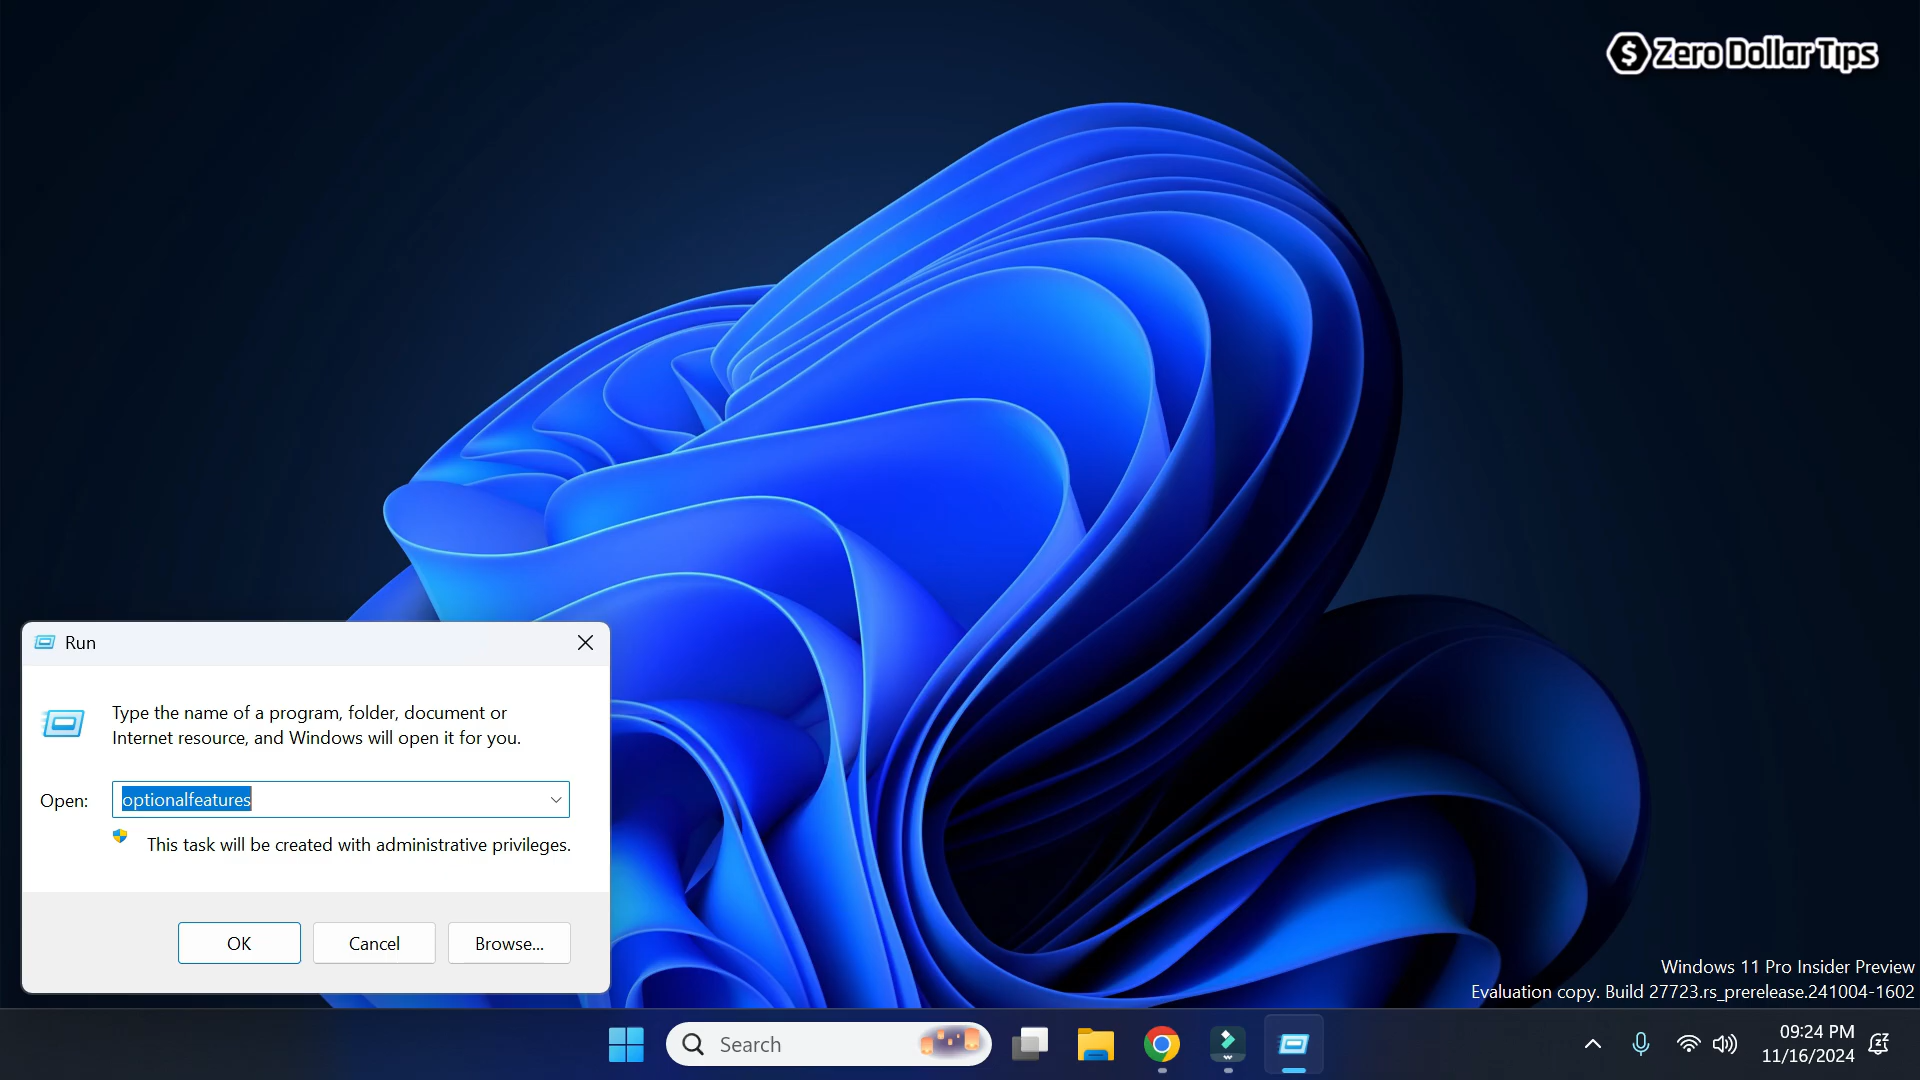 $ Zero Dollar Tips
Run
Type the name of a program, folder, document or
Internet resource, and Windows will open it for you.
Open: optionalfeatures
This task will be created with administrative privileges.
OK Cancel Browse...
Windows 11 Pro Insider Preview
Evaluation copy. Build 27723.rs_prerelease.241004-1602
Search
09:24 PM
11/16/2024